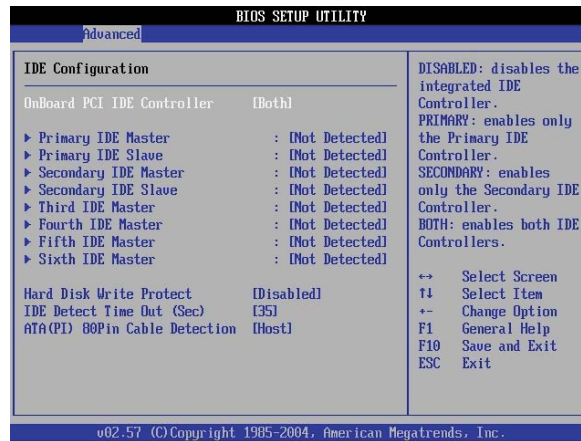 BIOS SETUP UTILITY
Advanced
IDE Configuration
OnBoard PCI IDE Controller [Both]
Primary IDE Master : [Not Detected]
Primary IDE Slave : [Not Detected]
Secondary IDE Master : [Not Detected]
Secondary IDE Slave : [Not Detected]
Third IDE Master : [Not Detected]
Fourth IDE Master : [Not Detected]
Fifth IDE Master : [Not Detected]
Sixth IDE Master : [Not Detected]
Hard Disk Write Protect [Disabled]
IDE Detect Time Out (Sec) [35]
ATA(PI) 80Pin Cable Detection [Host]
DISABLED: disables the
integrated IDE
Controller.
PRIMARY: enables only
the Primary IDE
Controller.
SECONDARY: enables
only the Secondary IDE
Controller.
BOTH: enables both IDE
Controllers.
↔ Select Screen
↑↓ Select Item
+- Change Option
F1 General Help
F10 Save and Exit
ESC Exit
v02.57 (C)Copyright 1985-2004, American Megatrends, Inc.